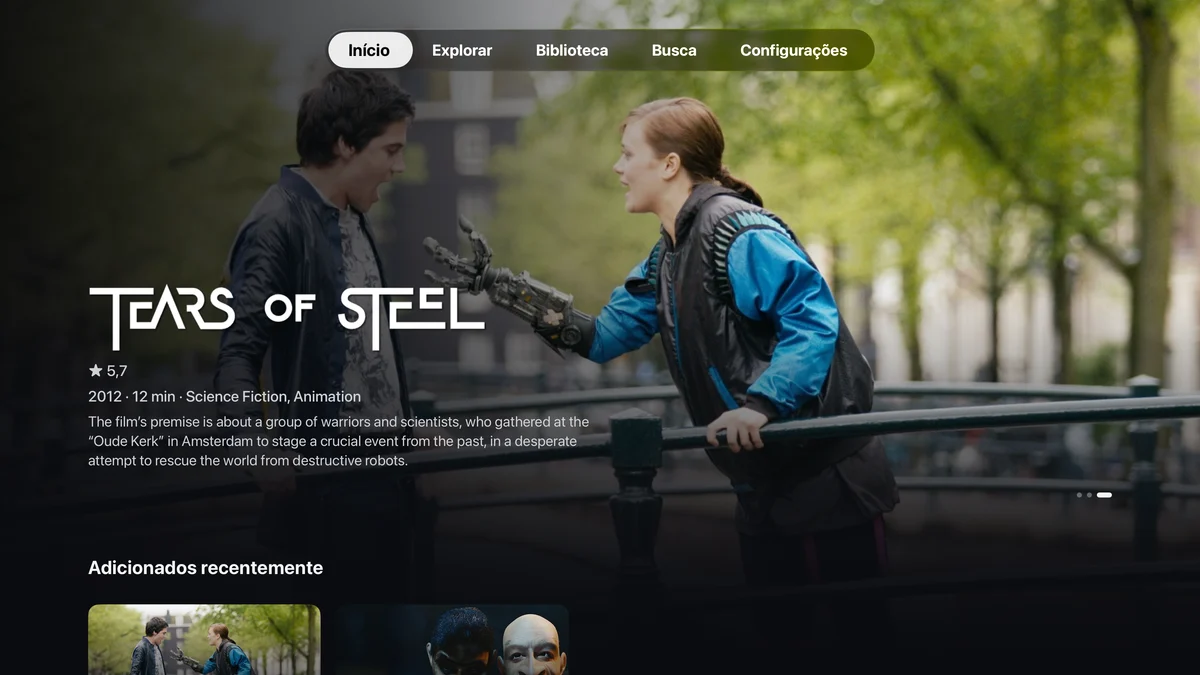 Início
Explorar
Biblioteca
Busca
Configurações
TEARS OF STEEL
5,7
2012 · 12 min · Science Fiction, Animation
The film’s premise is about a group of warriors and scientists, who gathered at the
“Oude Kerk” in Amsterdam to stage a crucial event from the past, in a desperate
attempt to rescue the world from destructive robots.
Adicionados recentemente